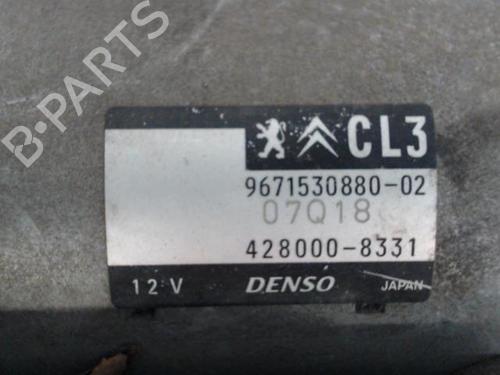 B-PARTS
CL3
9671530880-02
07Q18
428000-8331
12 V DENSO JAPAN